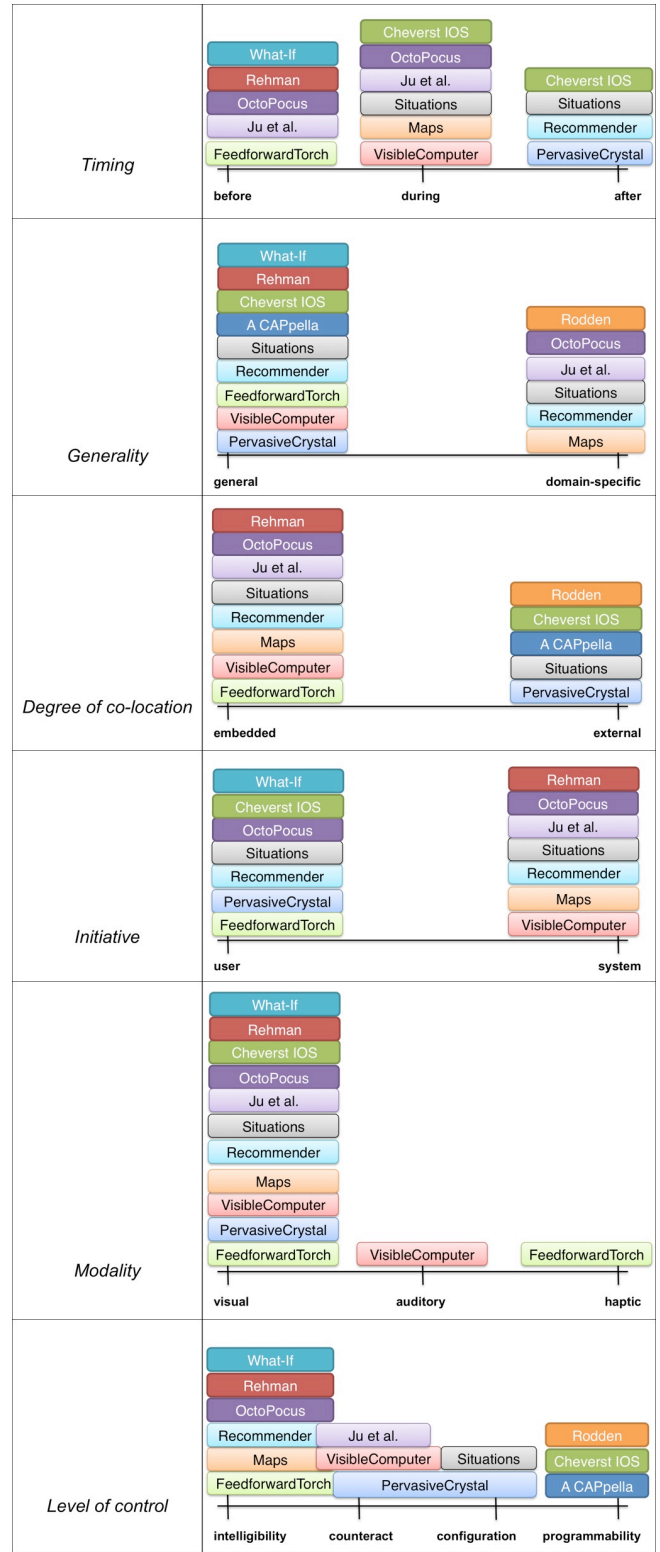 Cheverst IOS
What-If
OctoPocus
Rehman
Ju et al.
Cheverst IOS
OctoPocus
Situations
Situations
Ju et al.
Maps
Recommender
FeedforwardTorch
VisibleComputer
PervasiveCrystal
Timing
before
during
after
What-If
Rehman
Cheverst IOS
A CAPpella
Situations
Recommender
FeedforwardTorch
VisibleComputer
PervasiveCrystal
Rodden
OctoPocus
Ju et al.
Situations
Recommender
Maps
Generality
general
domain-specific
Rehman
OctoPocus
Ju et al.
Situations
Recommender
Maps
VisibleComputer
FeedforwardTorch
Rodden
Cheverst IOS
A CAPpella
Situations
PervasiveCrystal
Degree of co-location
embedded
external
What-If
Cheverst IOS
OctoPocus
Situations
Recommender
PervasiveCrystal
FeedforwardTorch
Rehman
OctoPocus
Ju et al.
Situations
Recommender
Maps
VisibleComputer
Initiative
user
system
What-If
Rehman
Cheverst IOS
OctoPocus
Ju et al.
Situations
Recommender
Maps
VisibleComputer
PervasiveCrystal
FeedforwardTorch
VisibleComputer
FeedforwardTorch
Modality
visual
auditory
haptic
What-If
Rehman
OctoPocus
Recommender
Maps
FeedforwardTorch
Ju et al.
VisibleComputer
Situations
PervasiveCrystal
Rodden
Cheverst IOS
A CAPpella
Level of control
intelligibility
counteract
configuration
programmability